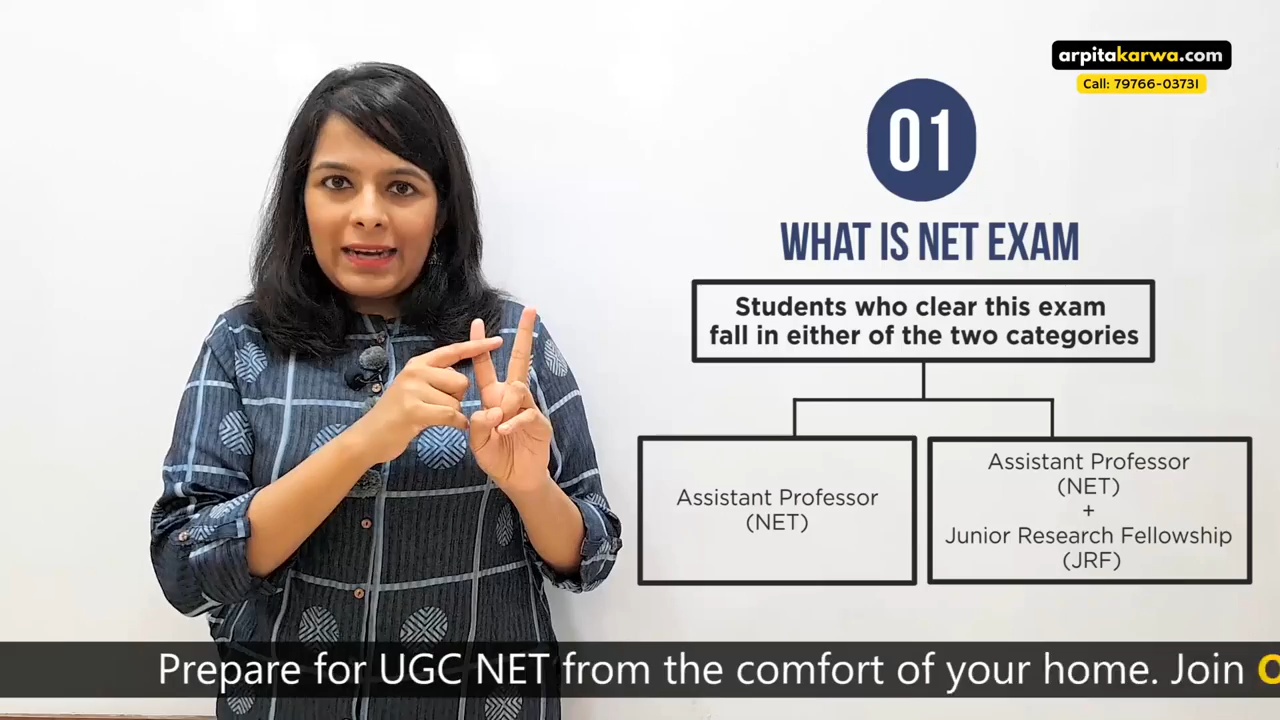 arpitakarwa.com
Call: 79766-03731
01
WHAT IS NET EXAM
Students who clear this exam
fall in either of the two categories
Assistant Professor
(NET)
Assistant Professor
(NET)
+
Junior Research Fellowship
(JRF)
Prepare for UGC NET from the comfort of your home. Join